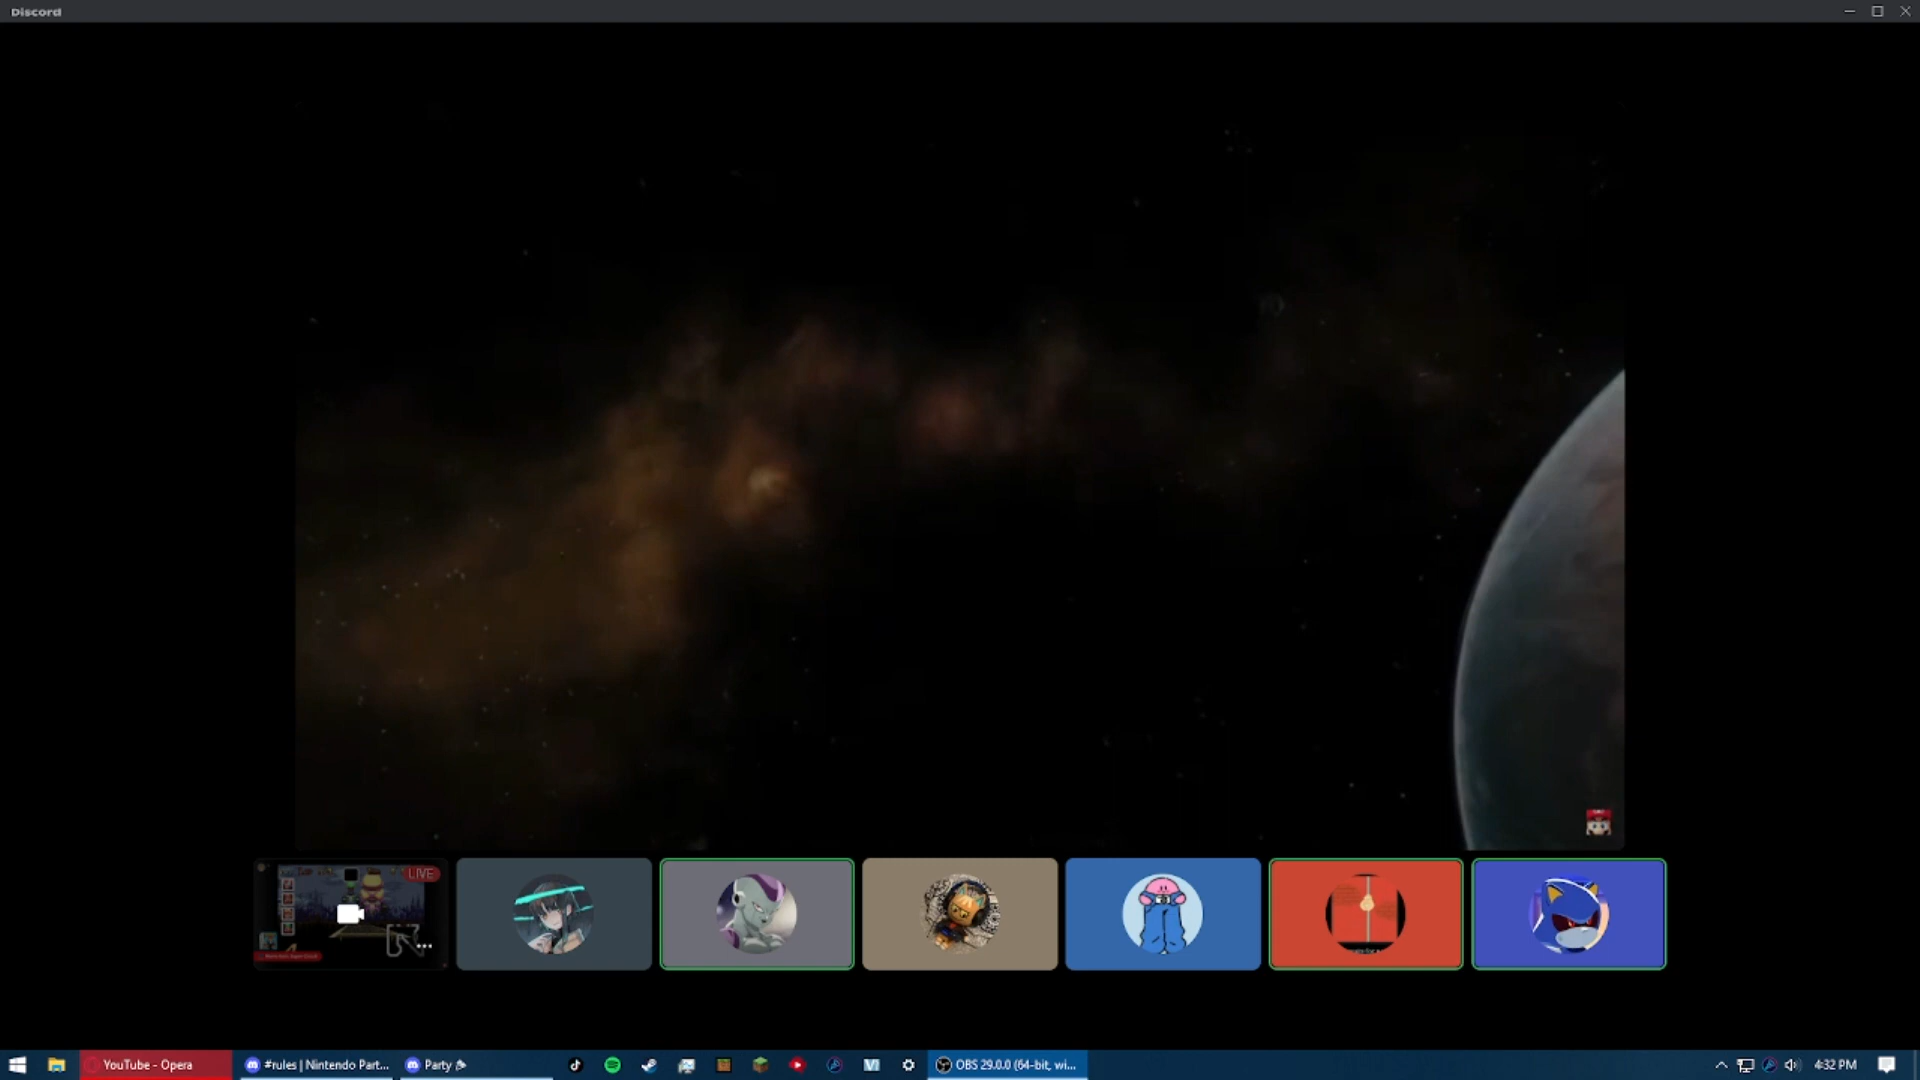 Discord
LIVE
YouTube - Opera
#rules | Nintendo Part...
Party
OBS 29.0.0 (64-bit, wi...
4:32 PM